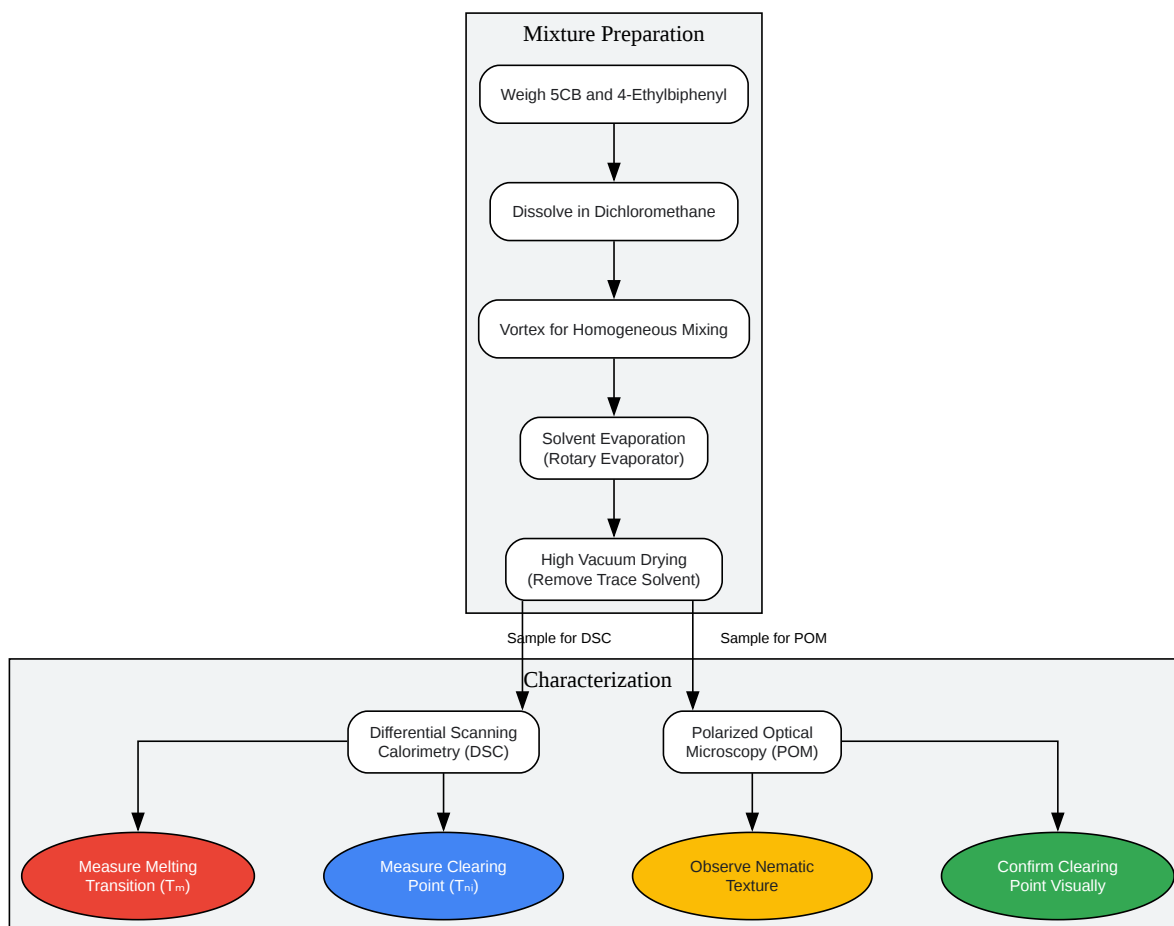 Mixture Preparation
Weigh 5CB and 4-Ethylbiphenyl
Dissolve in Dichloromethane
Vortex for Homogeneous Mixing
Solvent Evaporation
(Rotary Evaporator)
High Vacuum Drying
(Remove Trace Solvent)
Sample for DSC
Sample for POM
Characterization
Differential Scanning
Calorimetry (DSC)
Polarized Optical
Microscopy (POM)
Measure Melting
Transition (Tₘ)
Measure Clearing
Point (Tₙᵢ)
Observe Nematic
Texture
Confirm Clearing
Point Visually